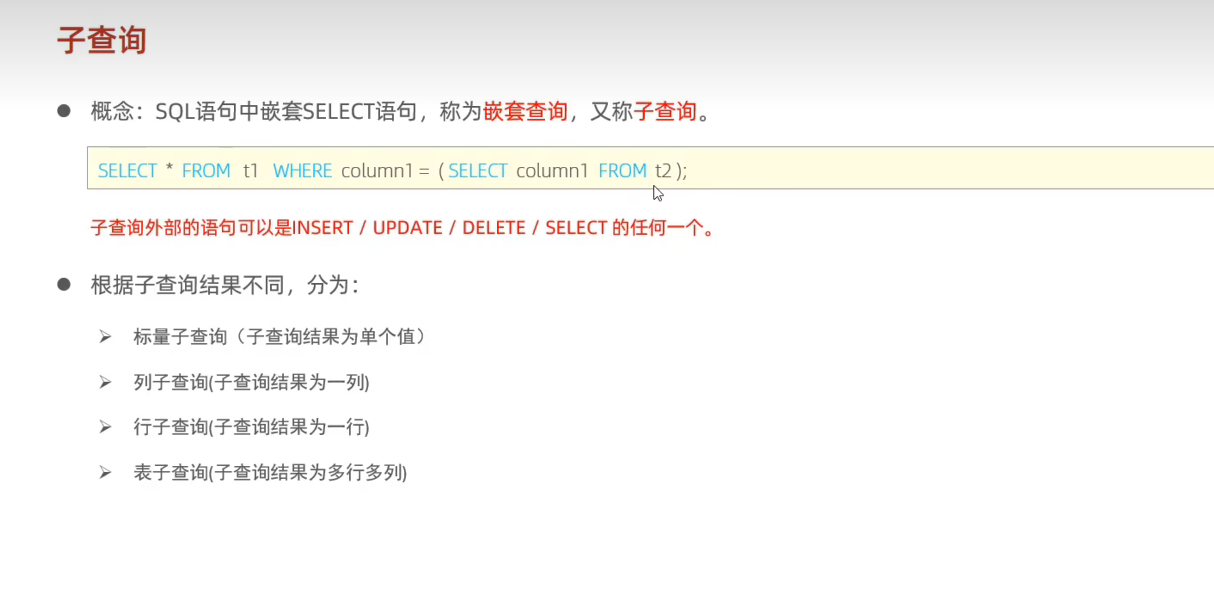 子查询
概念：SQL语句中嵌套SELECT语句，称为嵌套查询，又称子查询。
SELECT * FROM t1 WHERE column1 = ( SELECT column1 FROM t2 );
子查询外部的语句可以是INSERT / UPDATE / DELETE / SELECT 的任何一个。
根据子查询结果不同，分为：
标量子查询（子查询结果为单个值）
列子查询(子查询结果为一列)
行子查询(子查询结果为一行)
表子查询(子查询结果为多行多列)